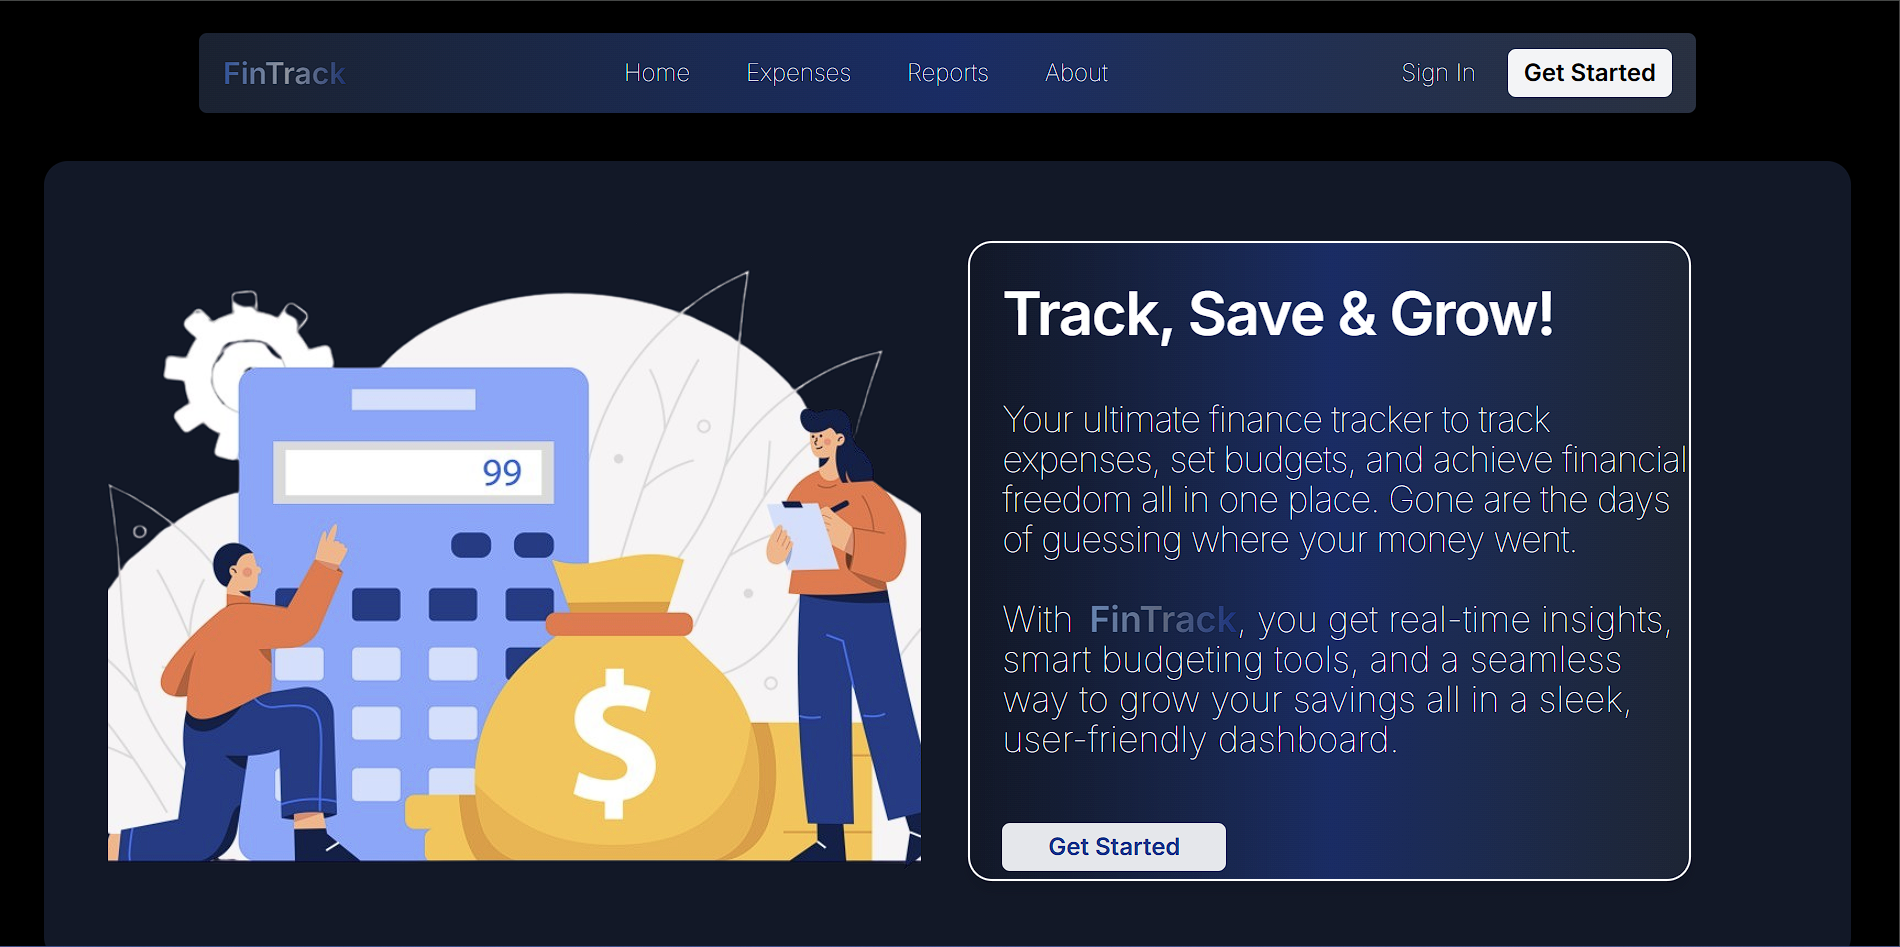 FinTrack Home Expenses Reports About Sign In Get Started
Track, Save & Grow!
Your ultimate finance tracker to track
expenses, set budgets, and achieve financial
freedom all in one place. Gone are the days
of guessing where your money went.
With FinTrack, you get real-time insights,
smart budgeting tools, and a seamless
way to grow your savings all in a sleek,
user-friendly dashboard.
Get Started
99
$